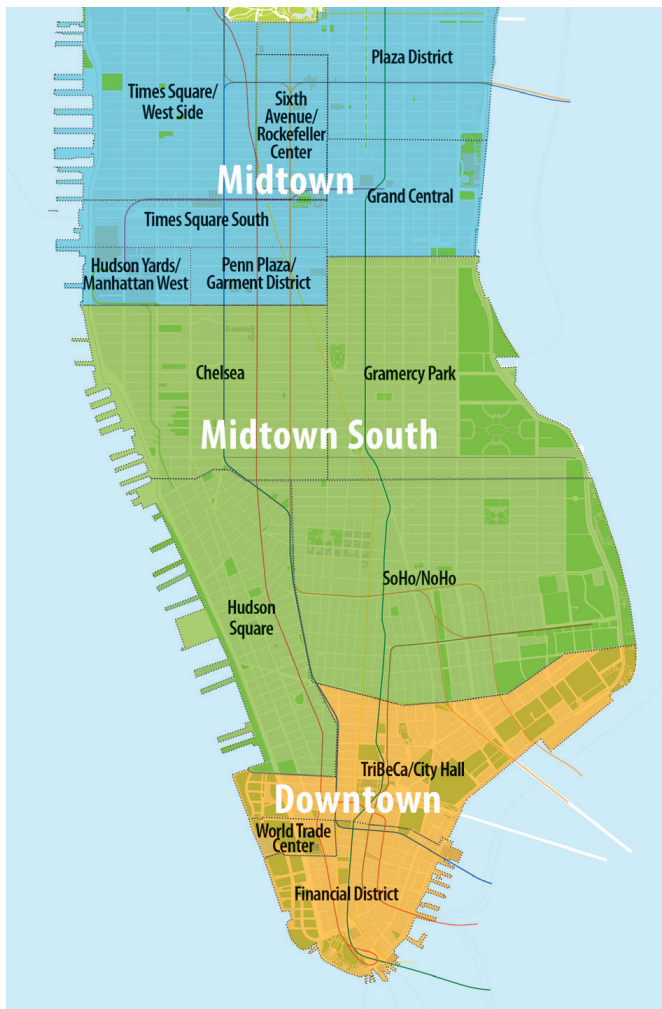 Plaza District
Times Square/
West Side
Sixth
Avenue/
Rockefeller
Center
Midtown
Grand Central
Times Square South
Hudson Yards/
Manhattan West
Penn Plaza/
Garment District
Chelsea
Gramercy Park
Midtown South
SoHo/NoHo
Hudson
Square
TriBeCa/City Hall
Downtown
World Trade
Center
Financial District